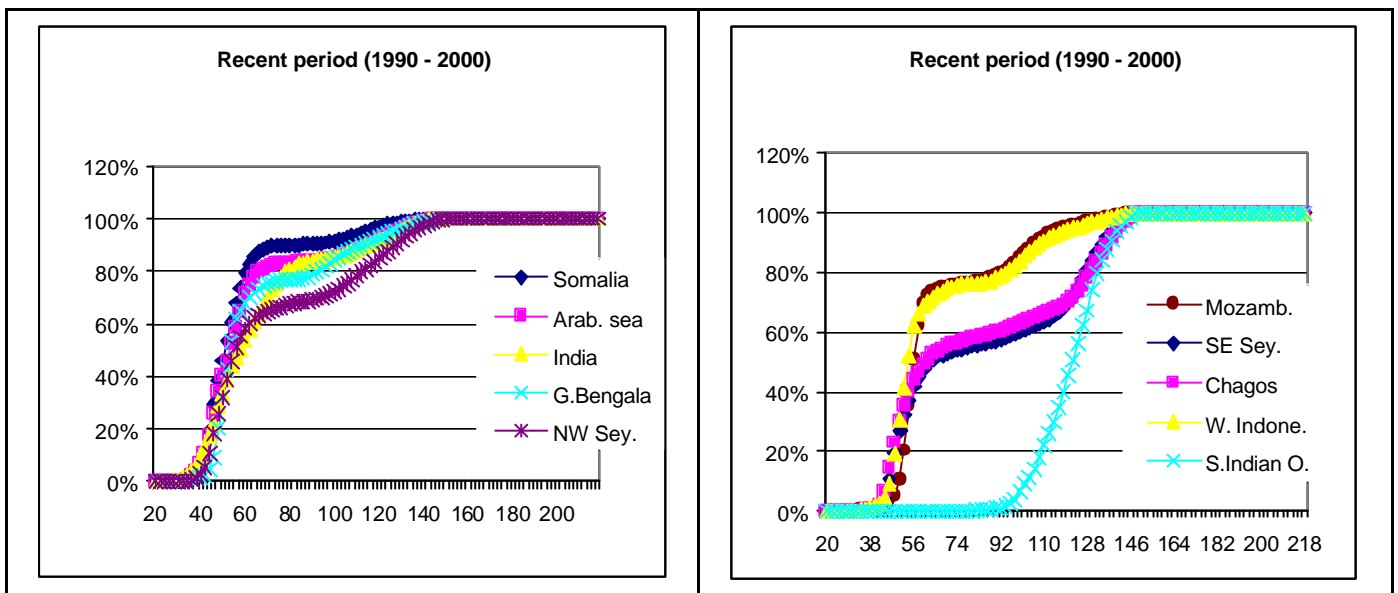 Recent period (1990 - 2000)
120%
100%
80%
60%
40%
20%
0%
20 40 60 80 100 120 140 160 180 200
Somalia
Arab. sea
India
G.Bengala
NW Sey.
Recent period (1990 - 2000)
120%
100%
80%
60%
40%
20%
0%
20 38 56 74 92 110 128 146 164 182 200 218
Mozamb.
SE Sey.
Chagos
W. Indone.
S.Indian O.